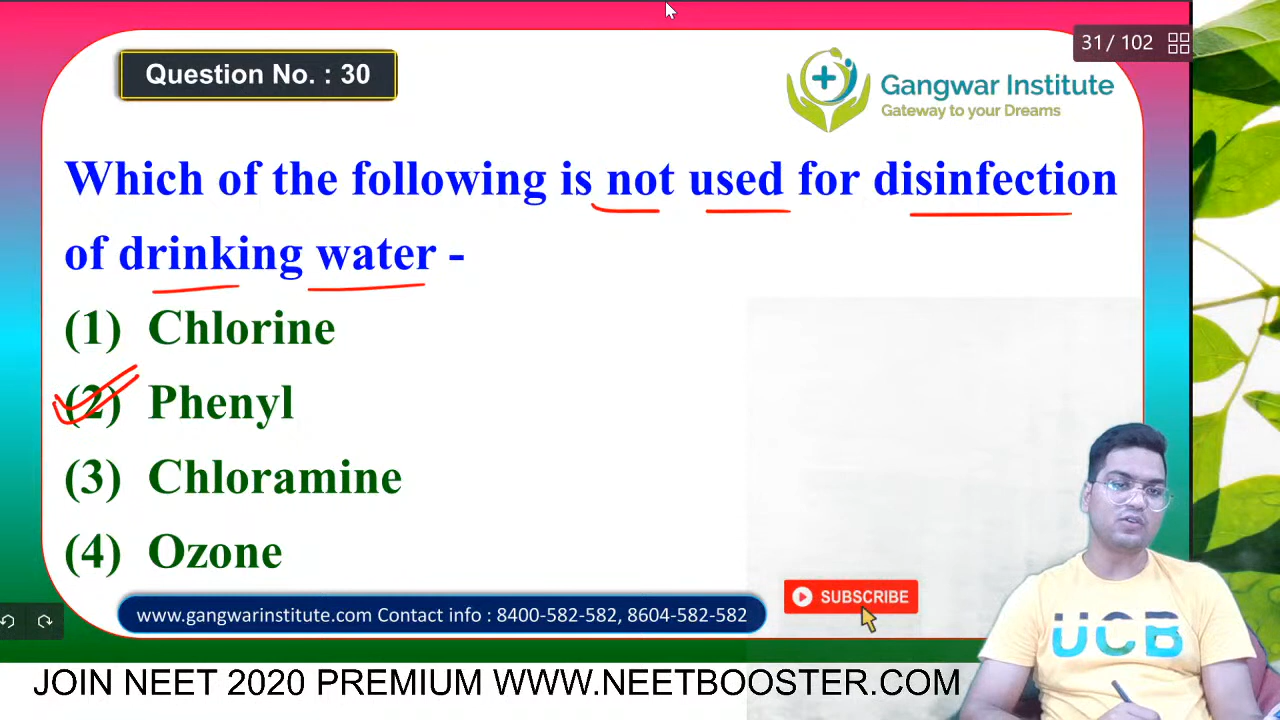 31 / 102
Question No. : 30
Gangwar Institute
Gateway to your Dreams
Which of the following is not used for disinfection
of drinking water -
(1) Chlorine
(2) Phenyl
(3) Chloramine
(4) Ozone
www.gangwarinstitute.com Contact info : 8400-582-582, 8604-582-582
SUBSCRIBE
UCB
JOIN NEET 2020 PREMIUM WWW.NEETBOOSTER.COM